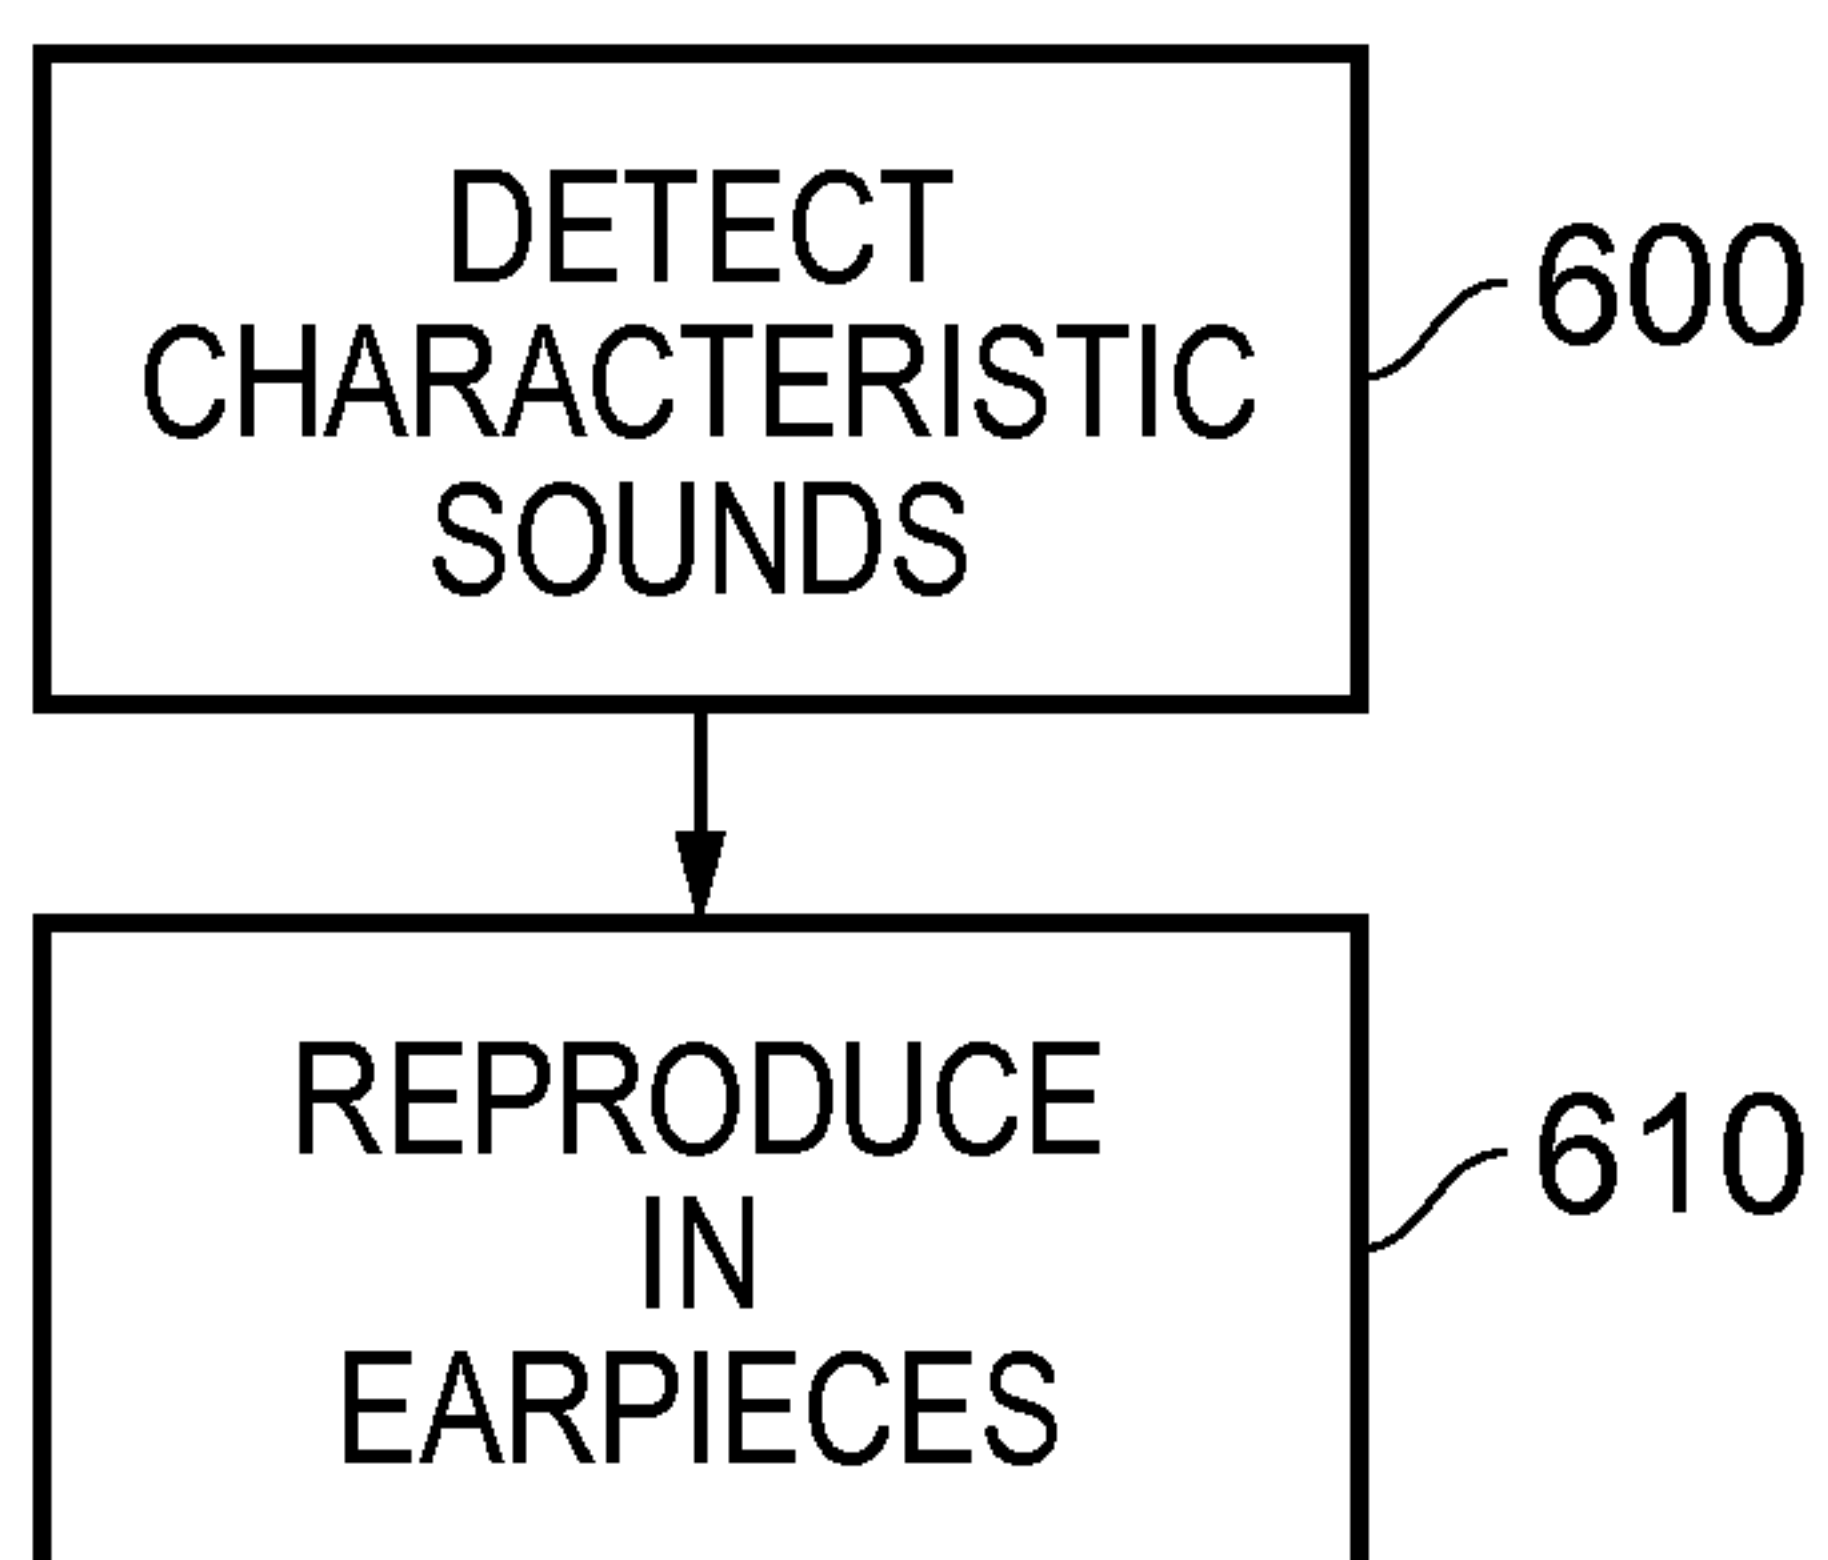 DETECT
CHARACTERISTIC
SOUNDS
600
REPRODUCE
IN
EARPIECES
610